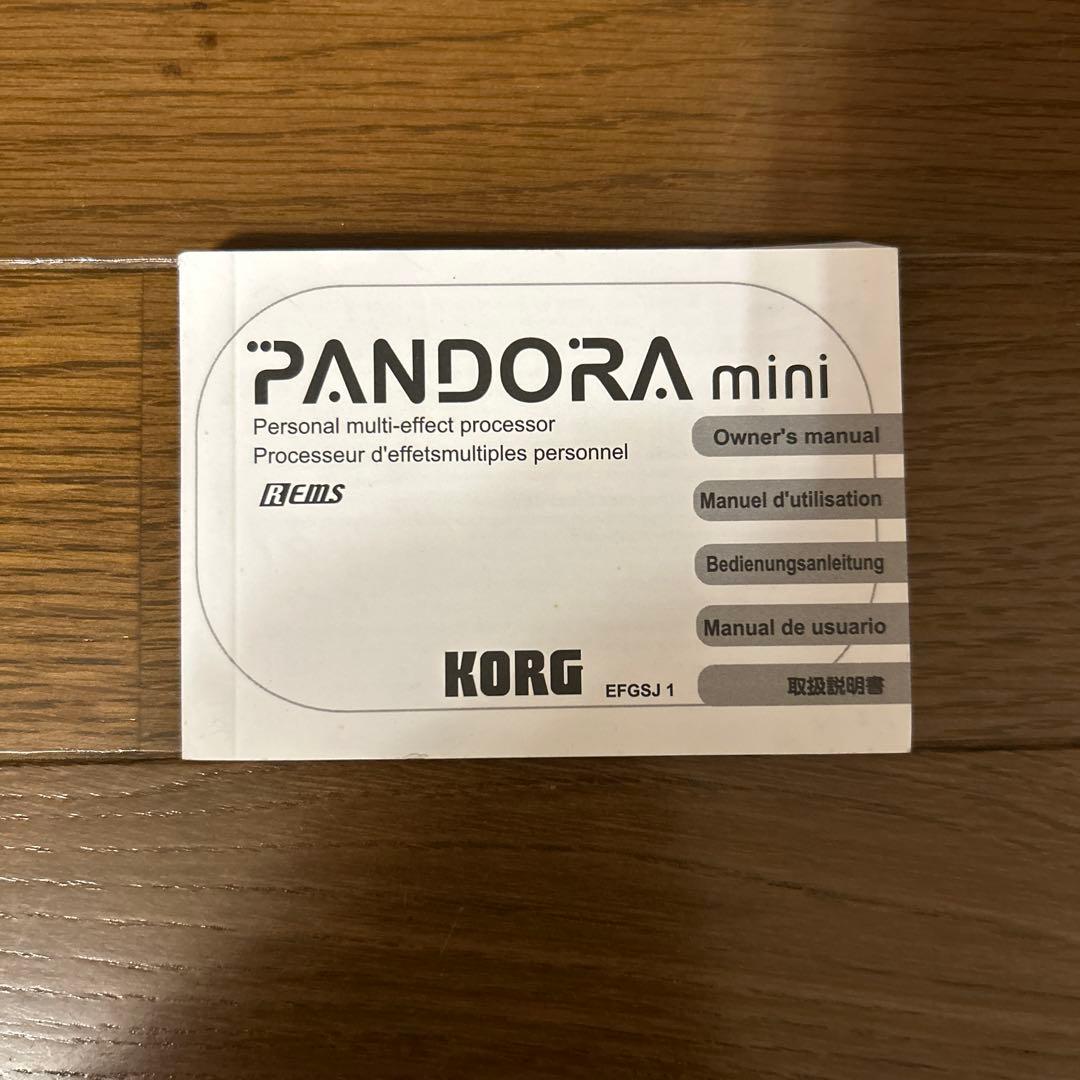 PANDORA mini
Personal multi-effect processor
Processeur d'effetsmultiples personnel
REMS
Owner's manual
Manuel d'utilisation
Bedienungsanleitung
Manual de usuario
取扱説明書
KORG
EFGSJ 1